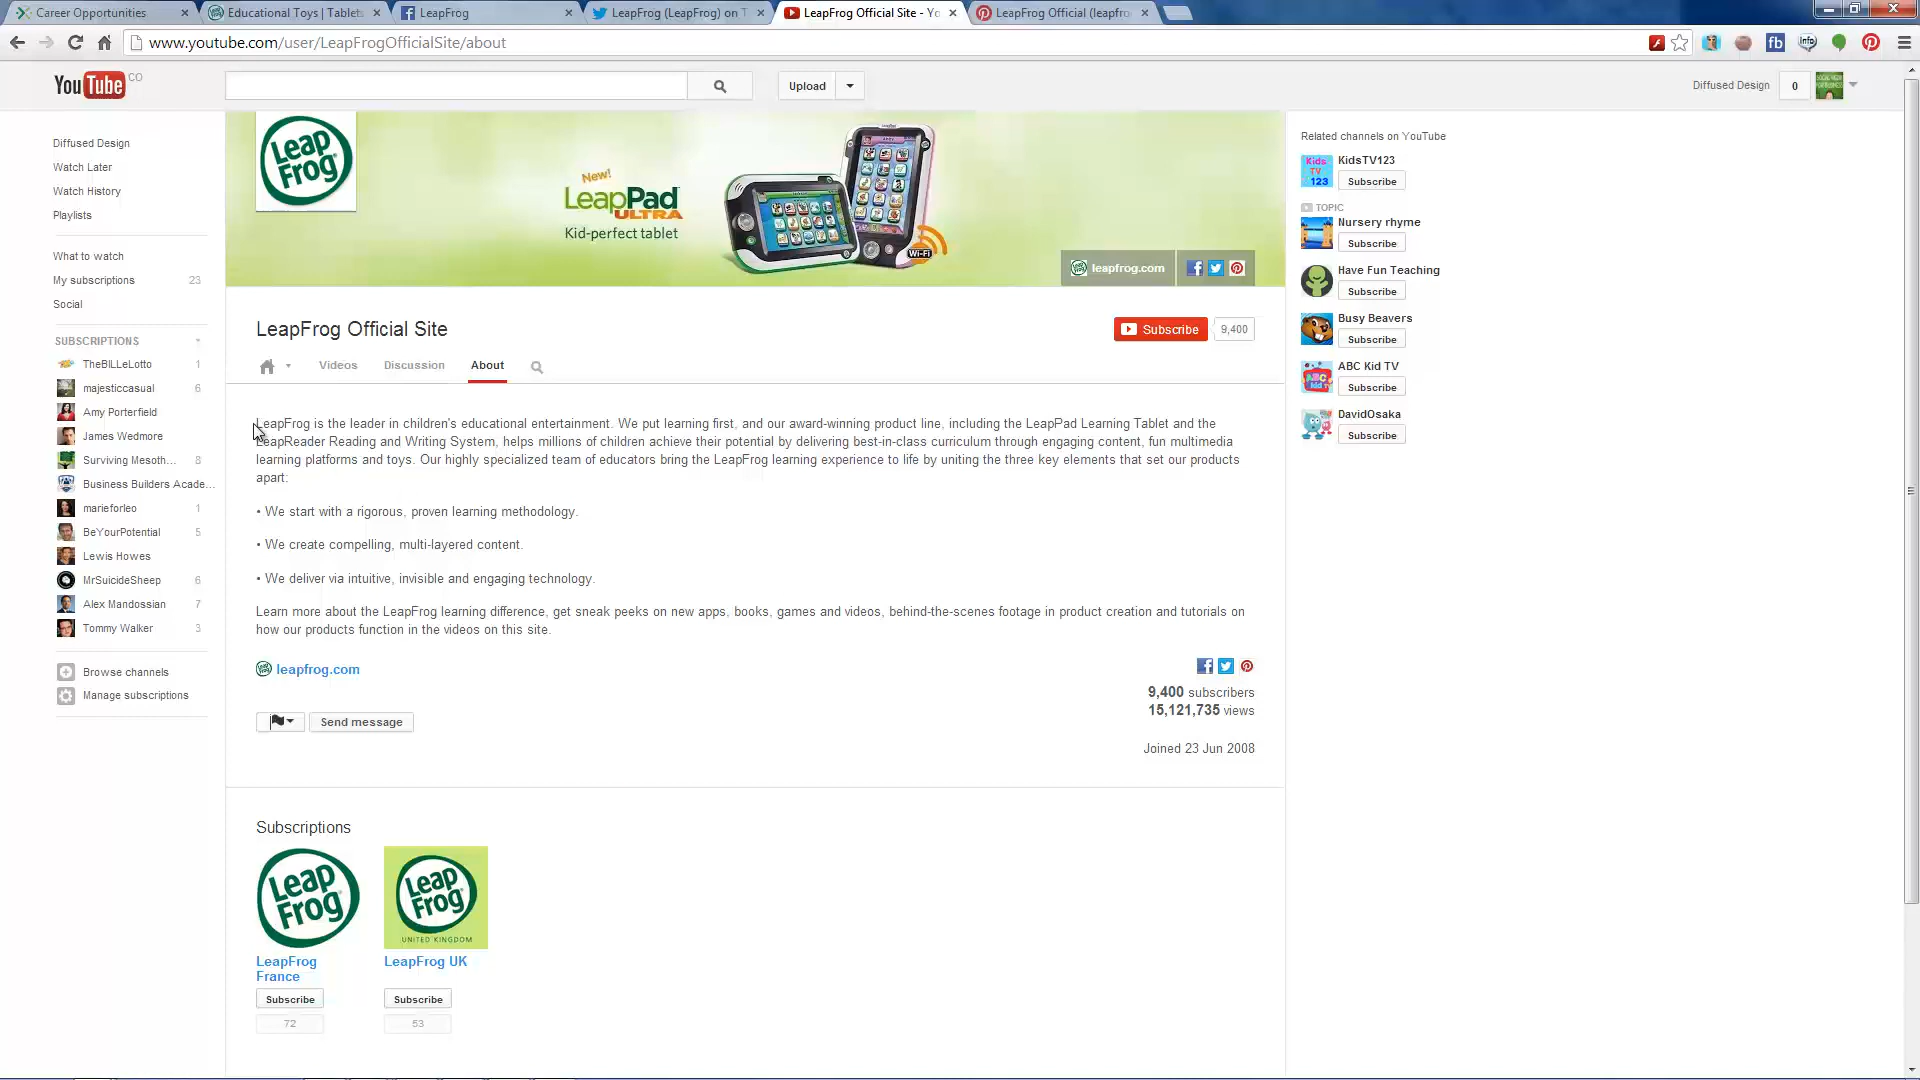 Career Opportunities
Educational Toys | Tablets
LeapFrog
LeapFrog (LeapFrog) on T
LeapFrog Official Site - Yo
LeapFrog Official (leapfro
www.youtube.com/user/LeapFrogOfficialSite/about
fb
Info
YouTube CO
Upload
Diffused Design
0
Diffused Design
Watch Later
Watch History
Playlists
What to watch
My subscriptions 23
Social
SUBSCRIPTIONS
TheBILLeLotto 1
majesticcasual 6
Amy Porterfield
James Wedmore
Surviving Mesoth... 8
Business Builders Acade...
marieforleo 1
BeYourPotential 5
Lewis Howes
MrSuicideSheep 6
Alex Mandossian 7
Tommy Walker 3
Browse channels
Manage subscriptions
Leap
Frog
New!
LeapPad
ULTRA
Kid-perfect tablet
Wi-Fi
leapfrog.com
LeapFrog Official Site
Subscribe 9,400
Videos Discussion About
LeapFrog is the leader in children's educational entertainment. We put learning first, and our award-winning product line, including the LeapPad Learning Tablet and the
LeapReader Reading and Writing System, helps millions of children achieve their potential by delivering best-in-class curriculum through engaging content, fun multimedia
learning platforms and toys. Our highly specialized team of educators bring the LeapFrog learning experience to life by uniting the three key elements that set our products
apart:
• We start with a rigorous, proven learning methodology.
• We create compelling, multi-layered content.
• We deliver via intuitive, invisible and engaging technology.
Learn more about the LeapFrog learning difference, get sneak peeks on new apps, books, games and videos, behind-the-scenes footage in product creation and tutorials on
how our products function in the videos on this site.
leapfrog.com
9,400 subscribers
15,121,735 views
Send message
Joined 23 Jun 2008
Subscriptions
Leap
Frog
Leap
Frog
UNITED KINGDOM
LeapFrog
France
LeapFrog UK
Subscribe
Subscribe
72
53
Related channels on YouTube
Kids
TV
123
KidsTV123
Subscribe
TOPIC
Nursery rhyme
Subscribe
Have Fun Teaching
Subscribe
Busy Beavers
Subscribe
ABC
ABC Kid TV
Subscribe
DavidOsaka
Subscribe